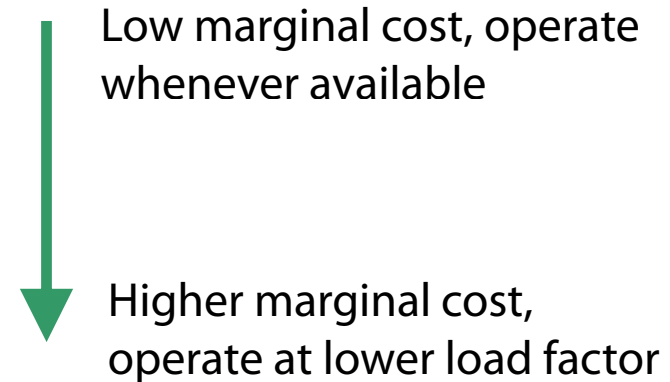 Low marginal cost, operate
whenever available
Higher marginal cost,
operate at lower load factor